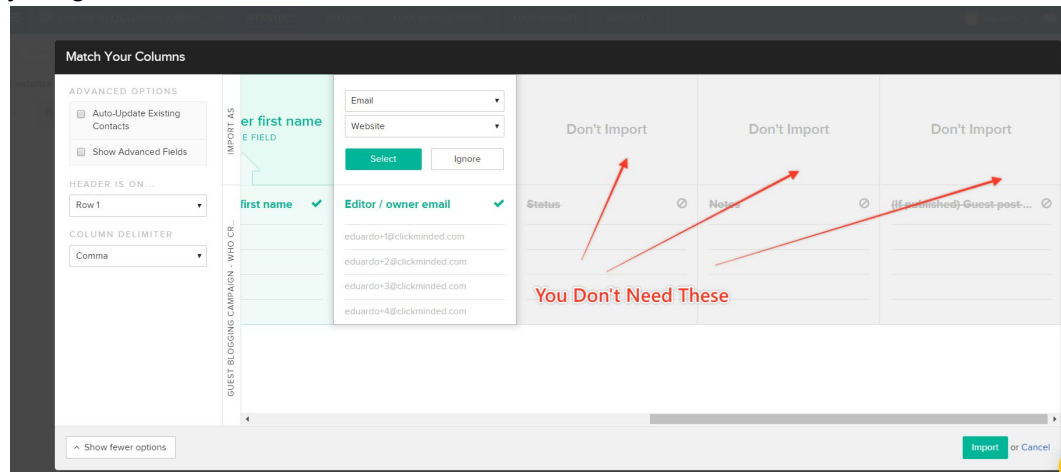 Match Your Columns
ADVANCED OPTIONS
Auto-Update Existing
Contacts
Show Advanced Fields
HEADER IS ON...
Row 1
COLUMN DELIMITER
Comma
IMPORT AS
GUEST BLOGGING CAMPAIGN - WHO CR...
er first name
E FIELD
first name
Email
Website
Select
Ignore
Editor / owner email
eduardo+1@clickminded.com
eduardo+2@clickminded.com
eduardo+3@clickminded.com
eduardo+4@clickminded.com
Don't Import
Don't Import
Don't Import
Status
Notes
(If published) Guest post ...
You Don't Need These
Show fewer options
Import or Cancel